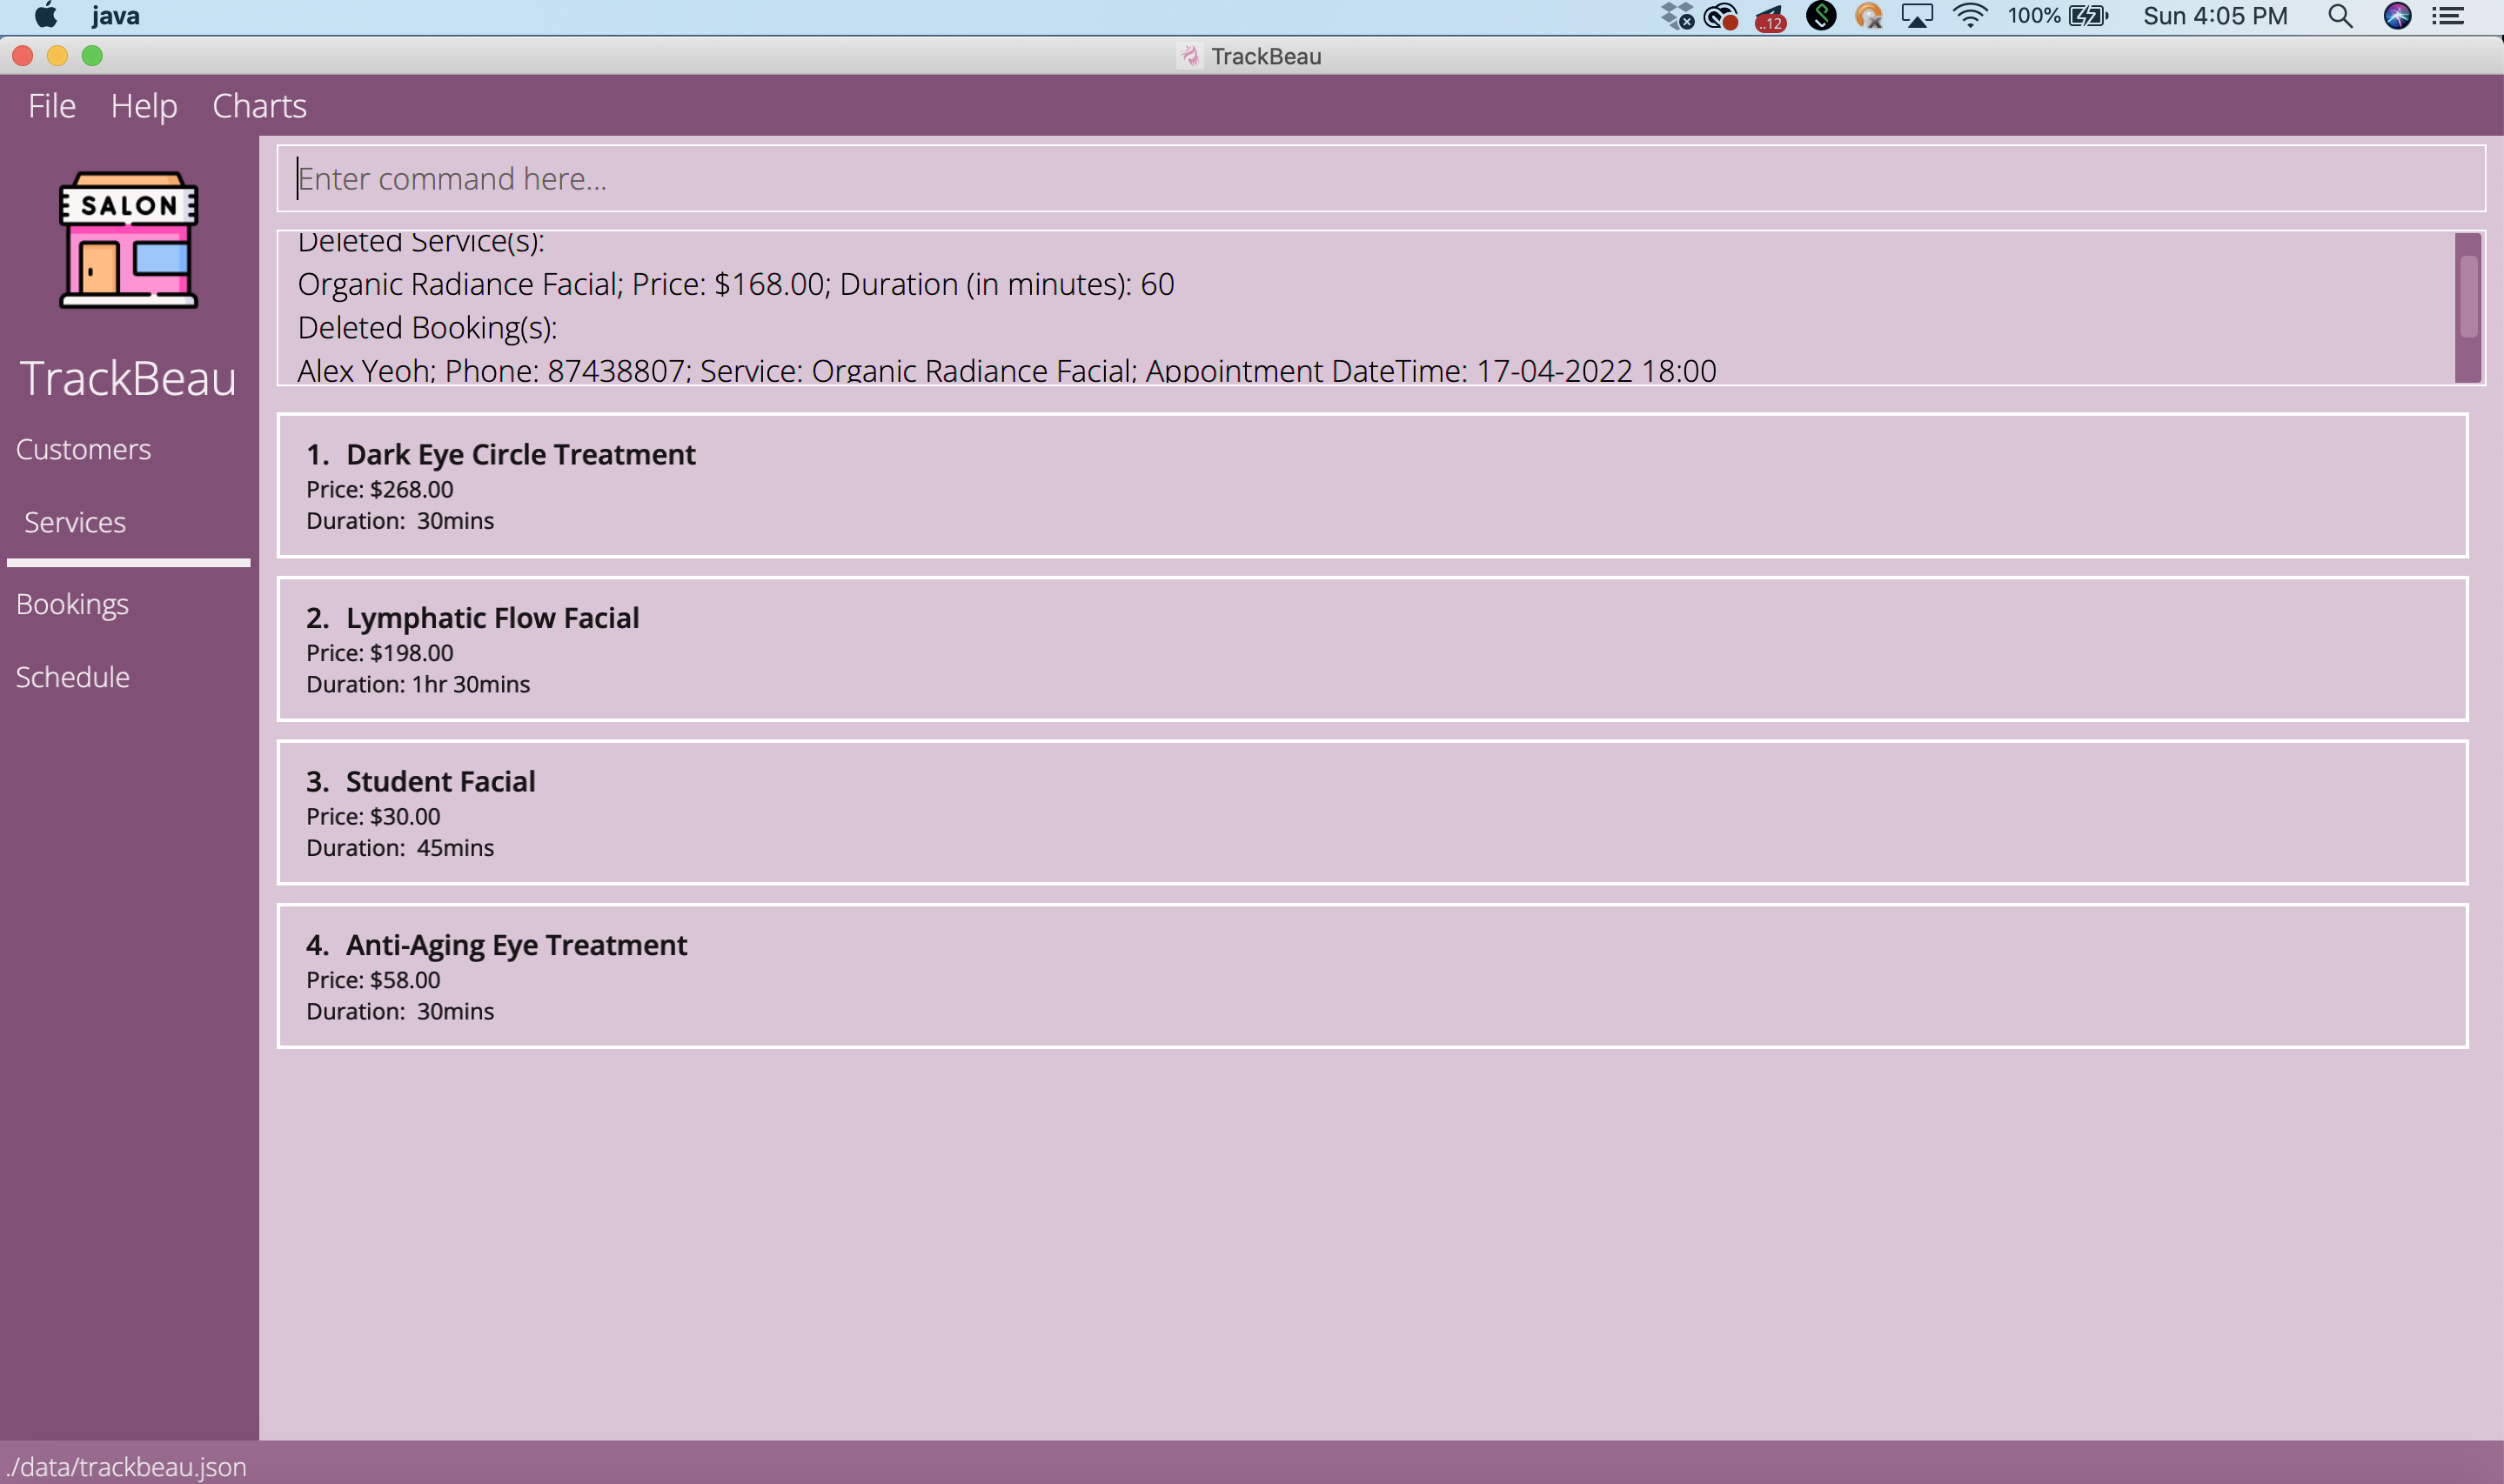 java
..12
100%
Sun 4:05 PM
TrackBeau
File Help Charts
SALON
TrackBeau
Customers
Services
Bookings
Schedule
Enter command here...
Deleted Service(s):
Organic Radiance Facial; Price: $168.00; Duration (in minutes): 60
Deleted Booking(s):
Alex Yeoh; Phone: 87438807; Service: Organic Radiance Facial; Appointment DateTime: 17-04-2022 18:00
1. Dark Eye Circle Treatment
Price: $268.00
Duration: 30mins
2. Lymphatic Flow Facial
Price: $198.00
Duration: 1hr 30mins
3. Student Facial
Price: $30.00
Duration: 45mins
4. Anti-Aging Eye Treatment
Price: $58.00
Duration: 30mins
./data/trackbeau.json